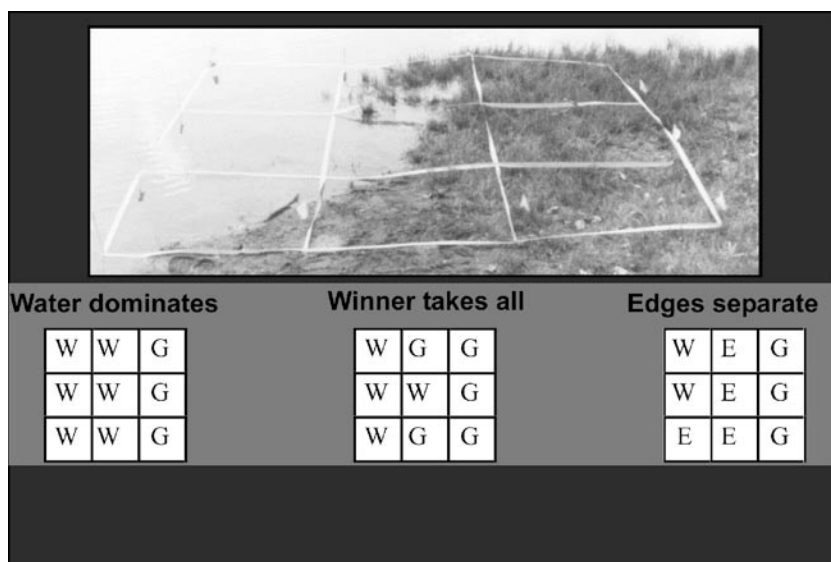 Water dominates
Winner takes all
Edges separate
W W G
W W G
W W G
W G G
W W G
W G G
W E G
W E G
E E G